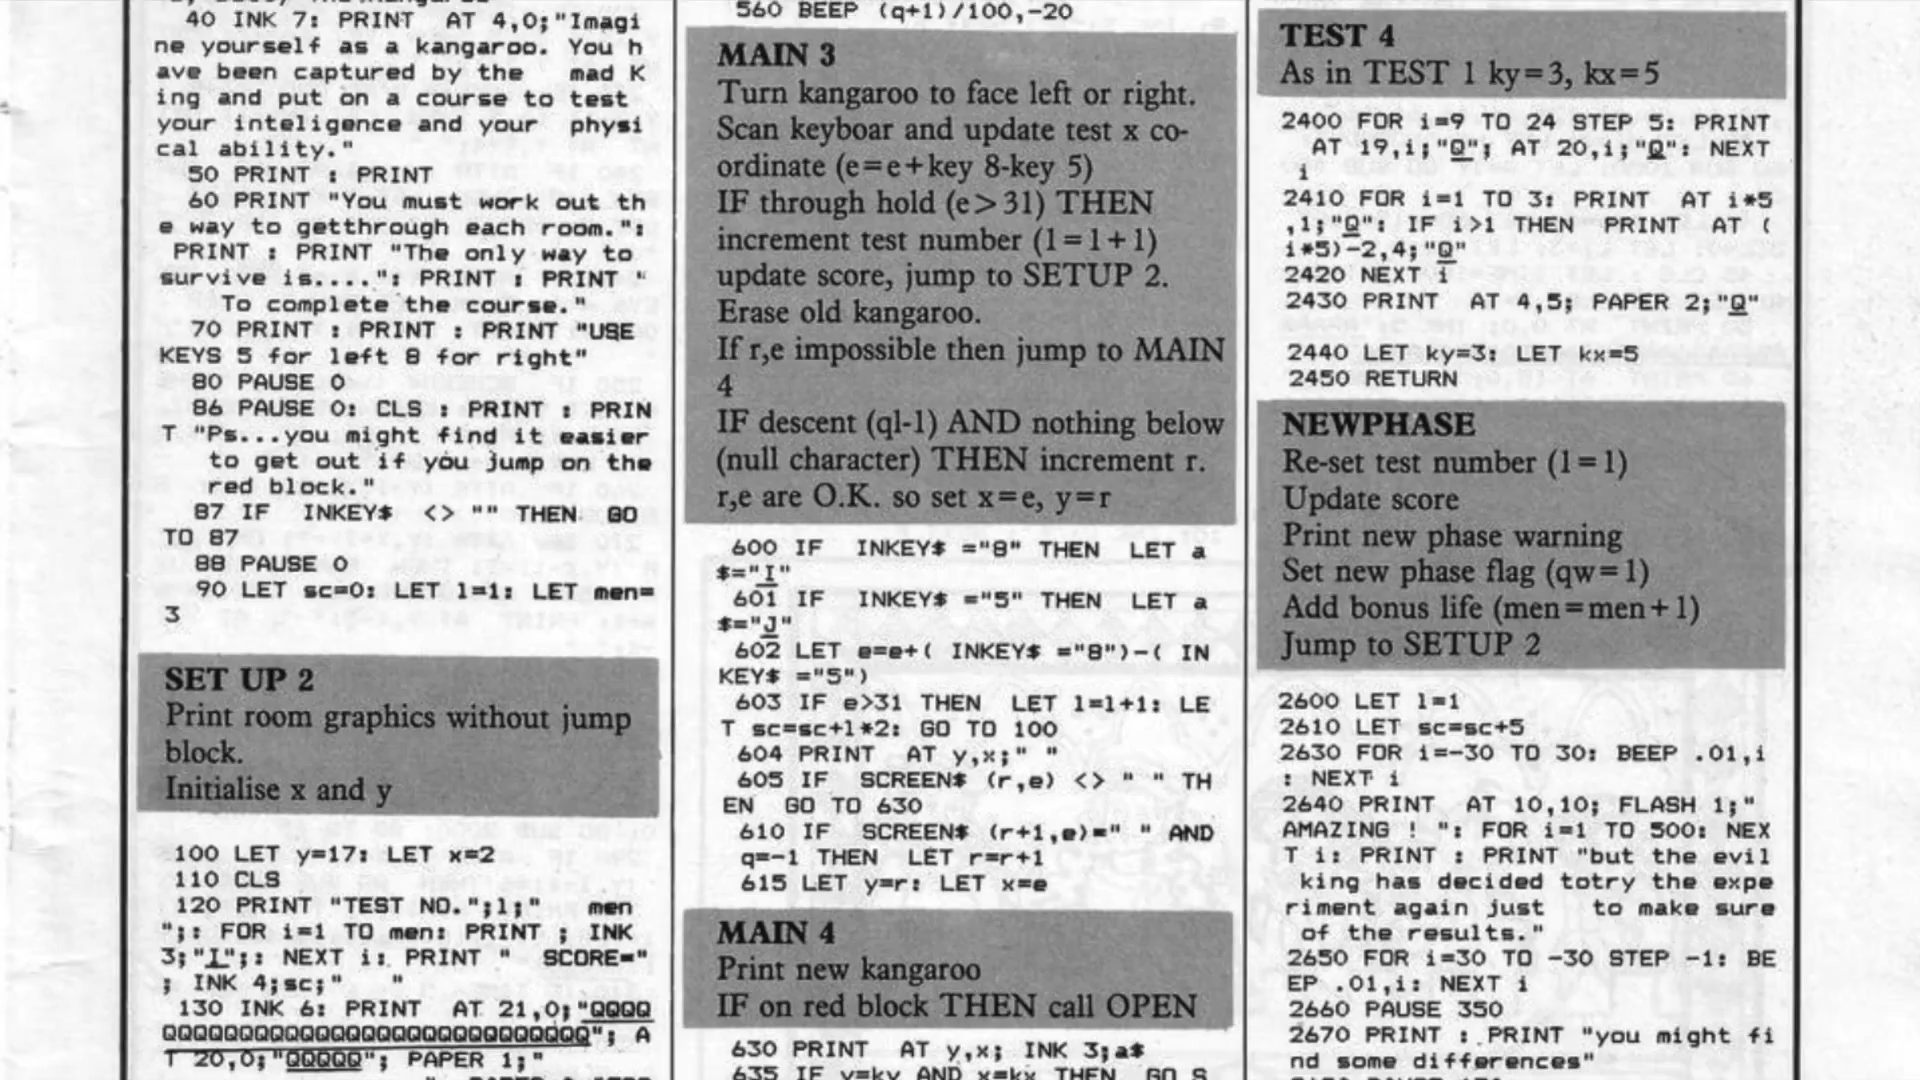 40 INK 7: PRINT AT 4,0;"Imagi
ne yourself as a kangaroo. You h
ave been captured by the mad K
ing and put on a course to test
your inteligence and your physi
cal ability."
50 PRINT : PRINT
60 PRINT "You must work out th
e way to getthrough each room.":
PRINT : PRINT "The only way to
survive is....": PRINT : PRINT "
To complete the course."
70 PRINT : PRINT : PRINT "USE
KEYS 5 for left 8 for right"
80 PAUSE 0
86 PAUSE 0: CLS : PRINT : PRIN
T "Ps...you might find it easier
to get out if you jump on the
red block."
87 IF INKEY$ <> "" THEN GO
TO 87
88 PAUSE 0
90 LET sc=0: LET l=1: LET men=
3
SET UP 2
Print room graphics without jump
block.
Initialise x and y
100 LET y=17: LET x=2
110 CLS
120 PRINT "TEST NO.";l;" men
";: FOR i=1 TO men: PRINT ; INK
3;"I";: NEXT i: PRINT " SCORE="
; INK 4;sc;" "
130 INK 6: PRINT AT 21,0;"QQQQ
QQQQQQQQQQQQQQQQQQQQQQQQQQQQ"; A
T 20,0;"QQQQQ"; PAPER 1;"
560 BEEP (q+1)/100,-20
MAIN 3
Turn kangaroo to face left or right.
Scan keyboar and update test x co-
ordinate (e=e+key 8-key 5)
IF through hold (e>31) THEN
increment test number (1=1+1)
update score, jump to SETUP 2.
Erase old kangaroo.
If r,e impossible then jump to MAIN
4
IF descent (ql-1) AND nothing below
(null character) THEN increment r.
r,e are O.K. so set x=e, y=r
600 IF INKEY$ ="8" THEN LET a
$="I"
601 IF INKEY$ ="5" THEN LET a
$="J"
602 LET e=e+( INKEY$ ="8")-( IN
KEY$ ="5")
603 IF e>31 THEN LET l=l+1: LE
T sc=sc+l*2: GO TO 100
604 PRINT AT y,x;" "
605 IF SCREEN$ (r,e) <> " " TH
EN GO TO 630
610 IF SCREEN$ (r+1,e)=" " AND
q=-1 THEN LET r=r+1
615 LET y=r: LET x=e
MAIN 4
Print new kangaroo
IF on red block THEN call OPEN
630 PRINT AT y,x; INK 3;a$
635 IF y=ky AND x=kx THEN GO S
TEST 4
As in TEST 1 ky=3, kx=5
2400 FOR i=9 TO 24 STEP 5: PRINT
AT 19,i;"Q"; AT 20,i;"Q": NEXT
i
2410 FOR i=1 TO 3: PRINT AT i*5
,1;"Q": IF i>1 THEN PRINT AT (
i*5)-2,4;"Q"
2420 NEXT i
2430 PRINT AT 4,5; PAPER 2;"Q"
2440 LET ky=3: LET kx=5
2450 RETURN
NEWPHASE
Re-set test number (1=1)
Update score
Print new phase warning
Set new phase flag (qw=1)
Add bonus life (men=men+1)
Jump to SETUP 2
2600 LET l=1
2610 LET sc=sc+5
2630 FOR i=-30 TO 30: BEEP .01,i
: NEXT i
2640 PRINT AT 10,10; FLASH 1;"
AMAZING ! ": FOR i=1 TO 500: NEX
T i: PRINT : PRINT "but the evil
king has decided totry the expe
riment again just to make sure
of the results."
2650 FOR i=30 TO -30 STEP -1: BE
EP .01,i: NEXT i
2660 PAUSE 350
2670 PRINT : PRINT "you might fi
nd some differences"